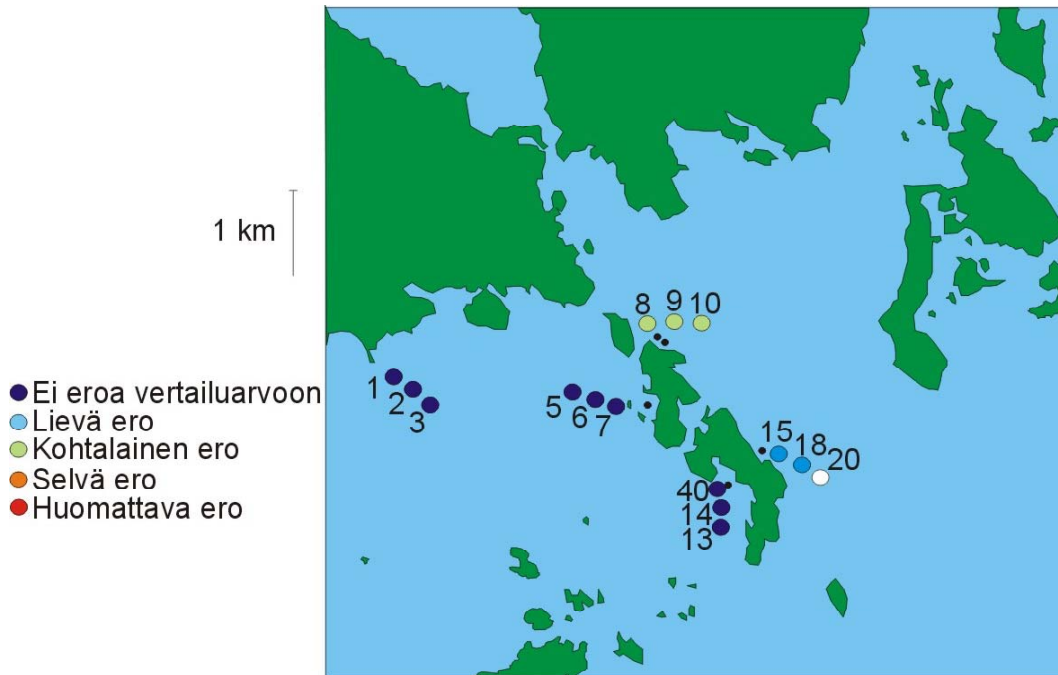 1 km
8 9 10
1
2
3
5
6
7
15
18
20
40
14
13
Ei eroa vertailuarvoon
Lievä ero
Kohtalainen ero
Selvä ero
Huomattava ero